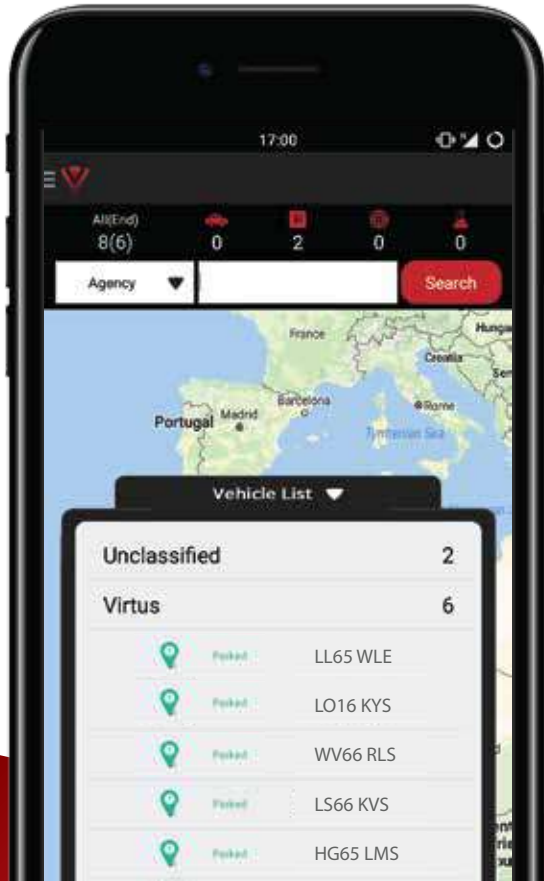 17:00
All(End)
8(6) 0 2 0 0
Agency Search
France
Hunga
Croatia
Ser
Barcelona
Madrid
Portugal
Rome
Tyrrhenian Sea
Vehicle List
Unclassified 2
Virtus 6
Parked LL65 WLE
Parked LO16 KYS
Parked WV66 RLS
Parked LS66 KVS
Parked HG65 LMS